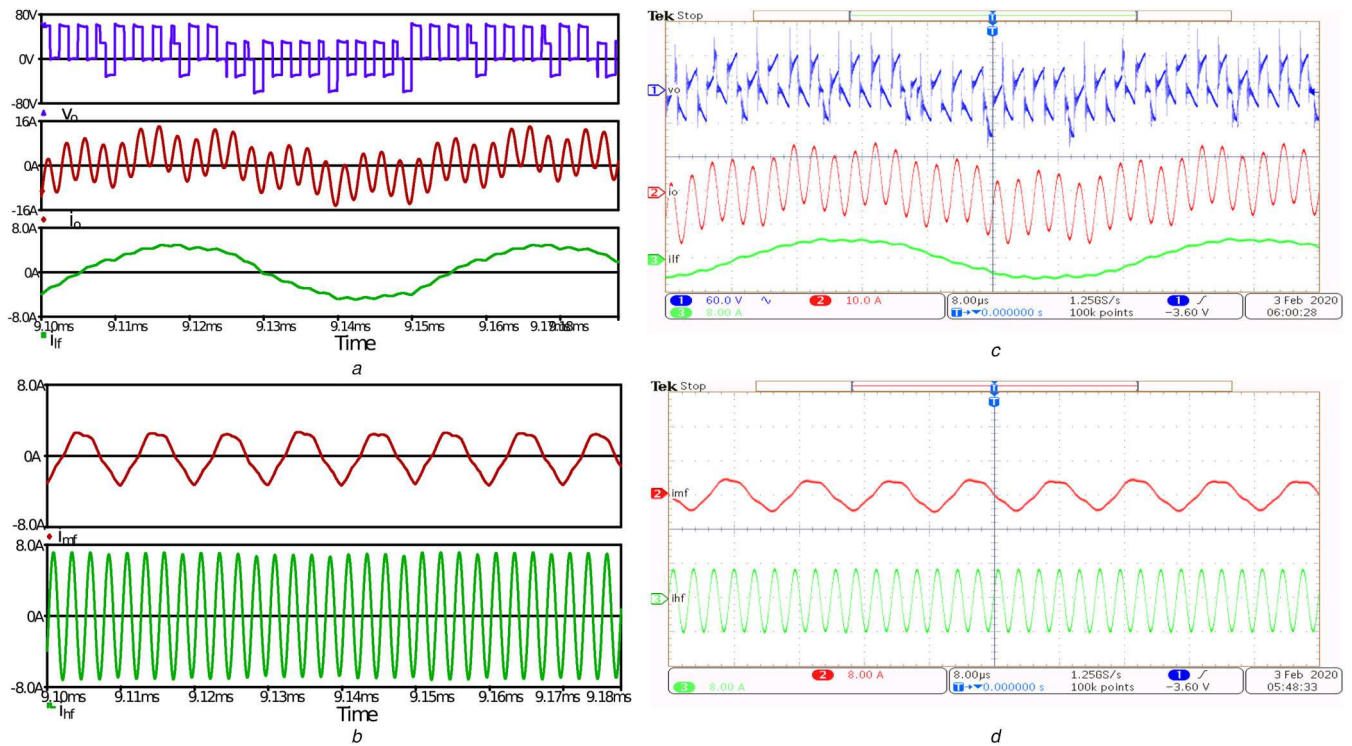 80V
0V
-80V
Vo
16A
0A
-16A
io
8.0A
0A
-8.0A
9.10ms 9.11ms 9.12ms 9.13ms 9.14ms 9.15ms 9.16ms 9.17ms 9.18
Ilf
Time
a
8.0A
0A
-8.0A
Imf
8.0A
0A
-8.0A
9.10ms 9.11ms 9.12ms 9.13ms 9.14ms 9.15ms 9.16ms 9.17ms 9.18ms
Ihf
Time
b
Tek Stop
T
T
1 vo
2 io
3 ilf
1 60.0 V 2 10.0 A
3 8.00 A
8.00µs 1.25GS/s 1
T→▼0.000000 s 100k points −3.60 V
3 Feb 2020
06:00:28
c
Tek Stop
T
T
2 imf
3 ihf
2 8.00 A
3 8.00 A
8.00µs 1.25GS/s 1
T→▼0.000000 s 100k points −3.60 V
3 Feb 2020
05:48:33
d